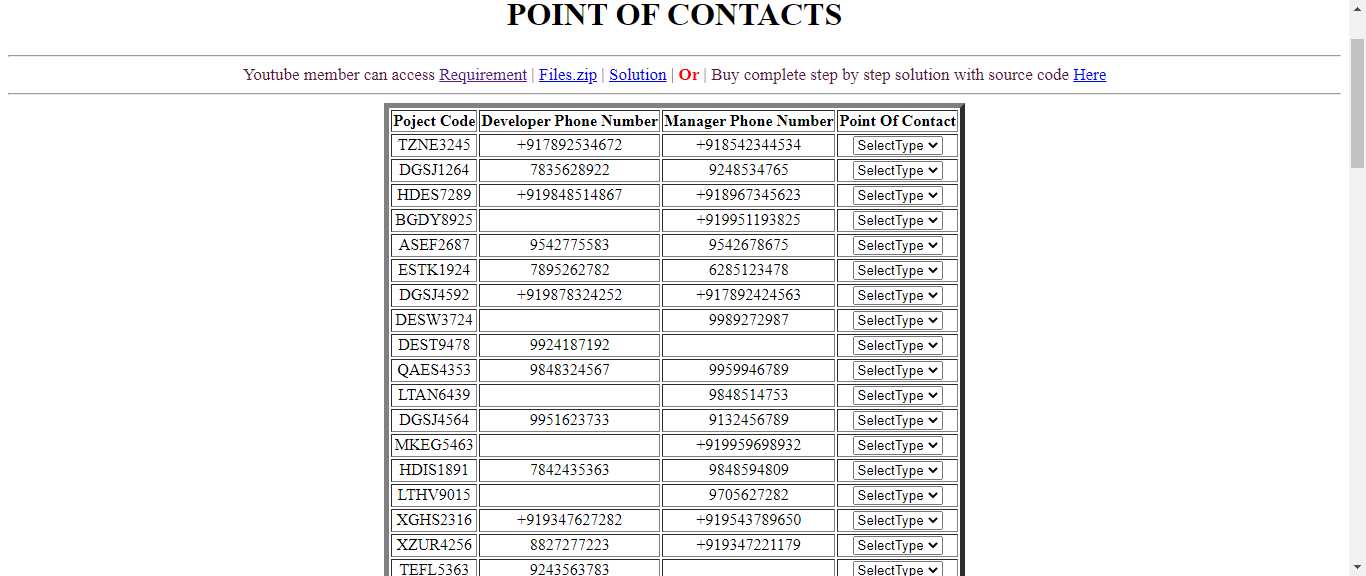 POINT OF CONTACTS
Youtube member can access Requirement | Files.zip | Solution | Or | Buy complete step by step solution with source code Here
Poject Code Developer Phone Number Manager Phone Number Point Of Contact
TZNE3245 +917892534672 +918542344534 SelectType
DGSJ1264 7835628922 9248534765 SelectType
HDES7289 +919848514867 +918967345623 SelectType
BGDY8925 +919951193825 SelectType
ASEF2687 9542775583 9542678675 SelectType
ESTK1924 7895262782 6285123478 SelectType
DGSJ4592 +919878324252 +917892424563 SelectType
DESW3724 9989272987 SelectType
DEST9478 9924187192 SelectType
QAES4353 9848324567 9959946789 SelectType
LTAN6439 9848514753 SelectType
DGSJ4564 9951623733 9132456789 SelectType
MKEG5463 +919959698932 SelectType
HDIS1891 7842435363 9848594809 SelectType
LTHV9015 9705627282 SelectType
XGHS2316 +919347627282 +919543789650 SelectType
XZUR4256 8827277223 +919347221179 SelectType
TEFL5363 9243563783 SelectType